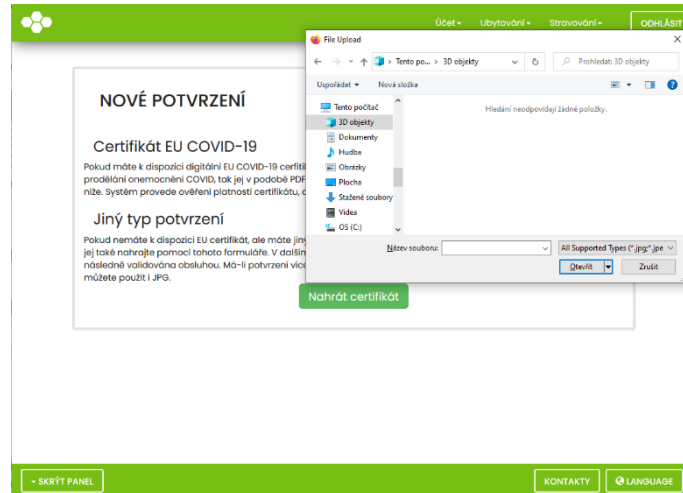 Účet
Ubytování
Stravování
ODHLÁSIT
File Upload
Tento po... › 3D objekty
Prohledat: 3D objekty
Uspořádat
Nová složka
Tento počítač
3D objekty
Dokumenty
Hudba
Obrázky
Plocha
Stažené soubory
Videa
OS (C:)
Hledání neodpovídají žádné položky.
Název souboru:
All Supported Types (*.jpg;*.jpe
Otevřít
Zrušit
NOVÉ POTVRZENÍ
Certifikát EU COVID-19
Pokud máte k dispozici digitální EU COVID-19 cerfiti
prodělání onemocnění COVID, tak jej v podobě PDF
níže. Systém provede ověření platnosti certifikátu,
Jiný typ potvrzení
Pokud nemáte k dispozici EU certifikát, ale máte jin
jej také nahrajte pomocí tohoto formuláře. V dalším
následně validována obsluhou. Má-li potvrzení více
můžete použít i JPG.
Nahrát certifikát
SKRÝT PANEL
KONTAKTY
LANGUAGE